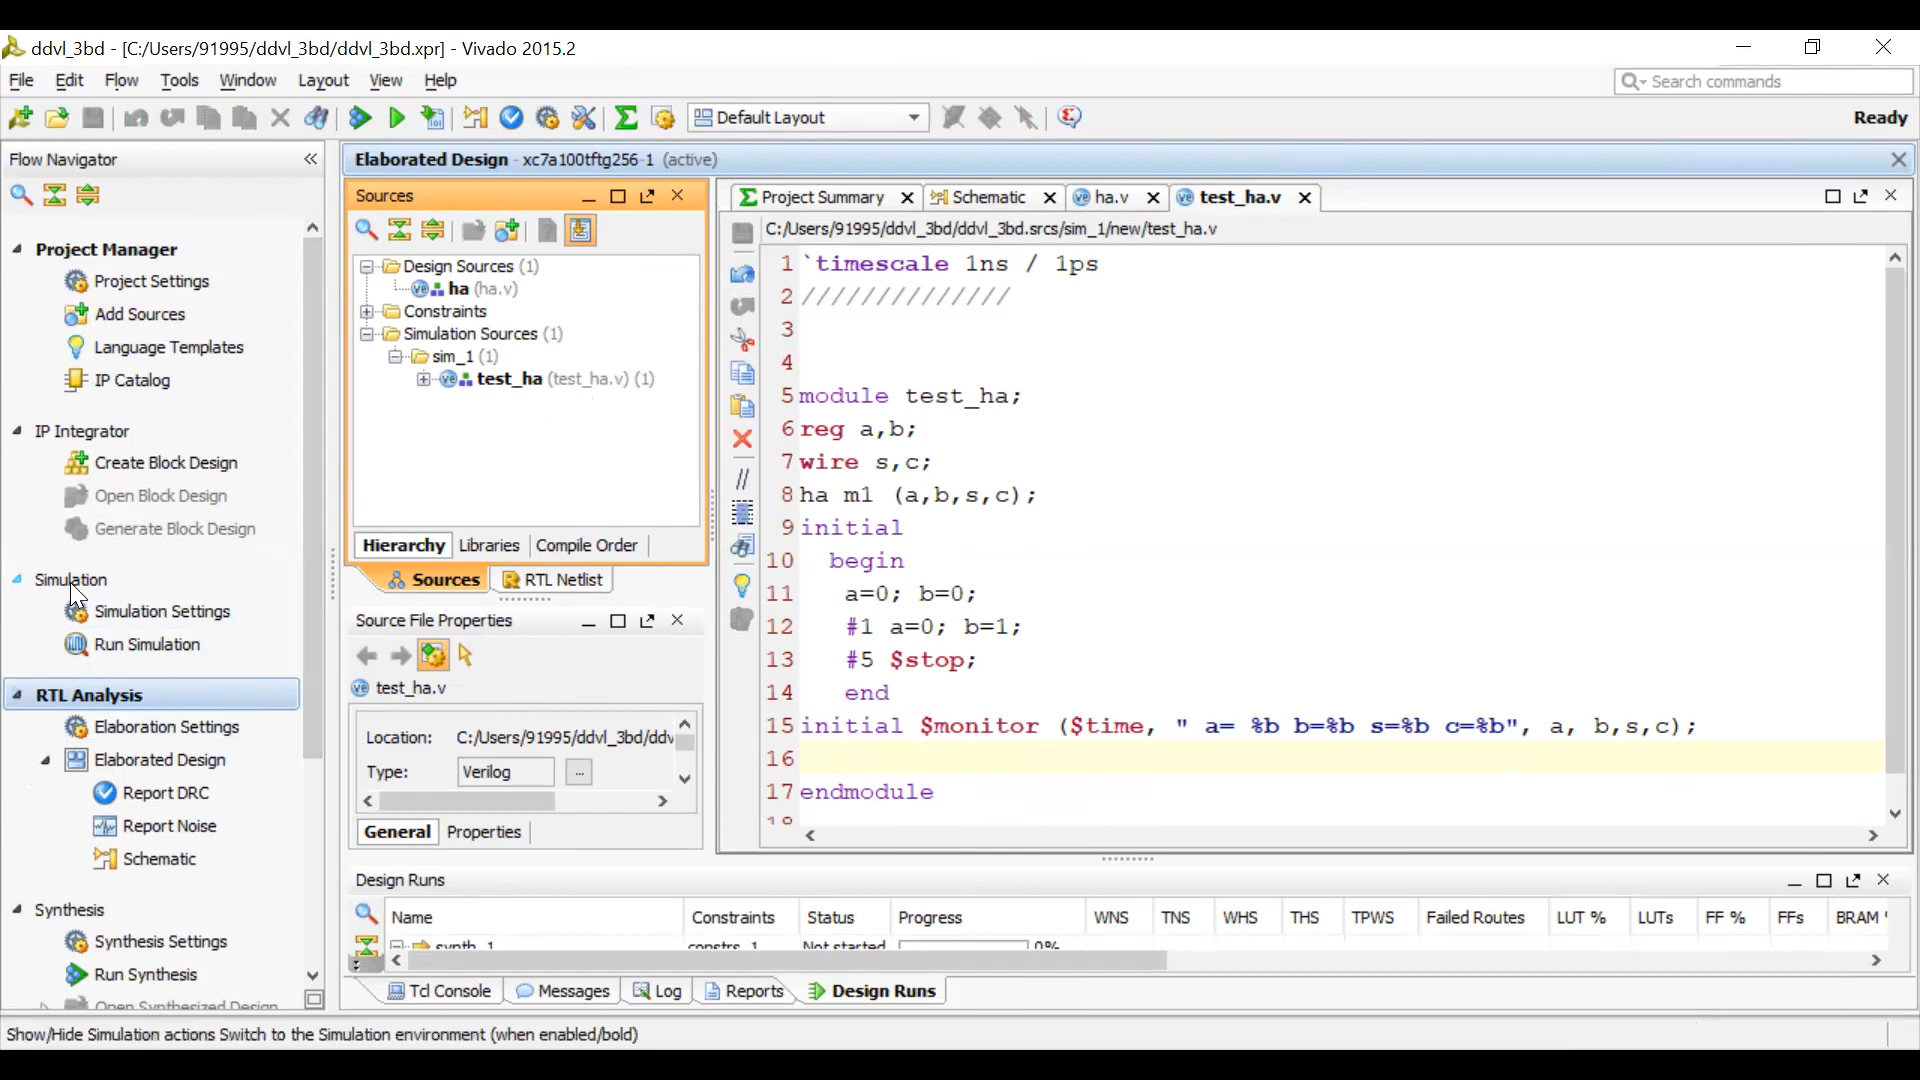 ddvl_3bd - [C:/Users/91995/ddvl_3bd/ddvl_3bd.xpr] - Vivado 2015.2
File Edit Flow Tools Window Layout View Help
Search commands
Default Layout
Ready
Flow Navigator
Project Manager
Project Settings
Add Sources
Language Templates
IP Catalog
IP Integrator
Create Block Design
Open Block Design
Generate Block Design
Simulation
Simulation Settings
Run Simulation
RTL Analysis
Elaboration Settings
Elaborated Design
Report DRC
Report Noise
Schematic
Synthesis
Synthesis Settings
Run Synthesis
Open Synthesized Design
Elaborated Design - xc7a100tftg256-1 (active)
Sources
Design Sources (1)
ha (ha.v)
Constraints
Simulation Sources (1)
sim_1 (1)
test_ha (test_ha.v) (1)
Hierarchy Libraries Compile Order
Sources RTL Netlist
Source File Properties
test_ha.v
Location: C:/Users/91995/ddvl_3bd/ddv
Type: Verilog ...
General Properties
Project Summary Schematic ha.v test_ha.v
C:/Users/91995/ddvl_3bd/ddvl_3bd.srcs/sim_1/new/test_ha.v
1 `timescale 1ns / 1ps
2 //////////////
3
4
5 module test_ha;
6 reg a,b;
7 wire s,c;
8 ha m1 (a,b,s,c);
9 initial
10 begin
11 a=0; b=0;
12 #1 a=0; b=1;
13 #5 $stop;
14 end
15 initial $monitor ($time, " a= %b b=%b s=%b c=%b", a, b,s,c);
16
17 endmodule
18
Design Runs
Name Constraints Status Progress WNS TNS WHS THS TPWS Failed Routes LUT % LUTs FF % FFs BRAM
synth_1 constrs_1 Not started 0%
Tcl Console Messages Log Reports Design Runs
Show/Hide Simulation actions Switch to the Simulation environment (when enabled/bold)